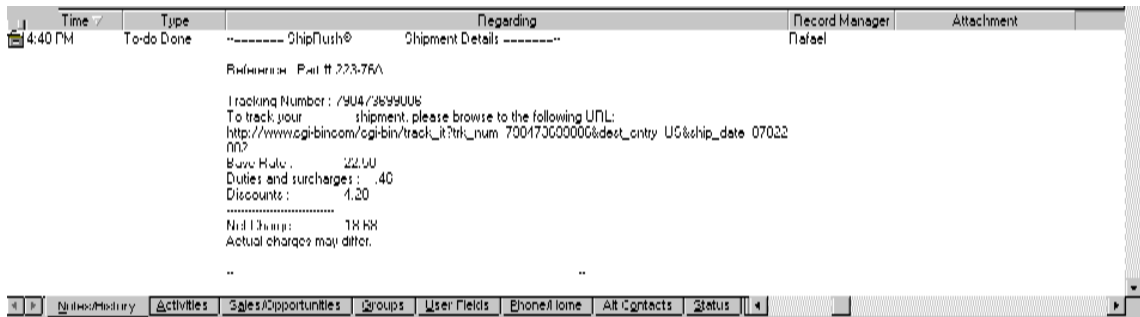 Time Type Regarding Record Manager Attachment
4:40 PM To-do Done --======= ShipRush® Shipment Details =======-- Rafael
Reference : Part # 223-76A
Tracking Number : 790473699006
To track your shipment, please browse to the following URL:
http://www.cgi-bincom/cgi-bin/track_it?trk_num=790473699006&dest_cntry=US&ship_date=07022
002
Base Rate : 22.60
Duties and surcharges : .46
Discounts : 4.20
-----------------------------
Net Charge 18.68
Actual charges may differ.
-- --
Notes/History Activities Sales/Opportunities Groups User Fields Phone/Home Alt Contacts Status